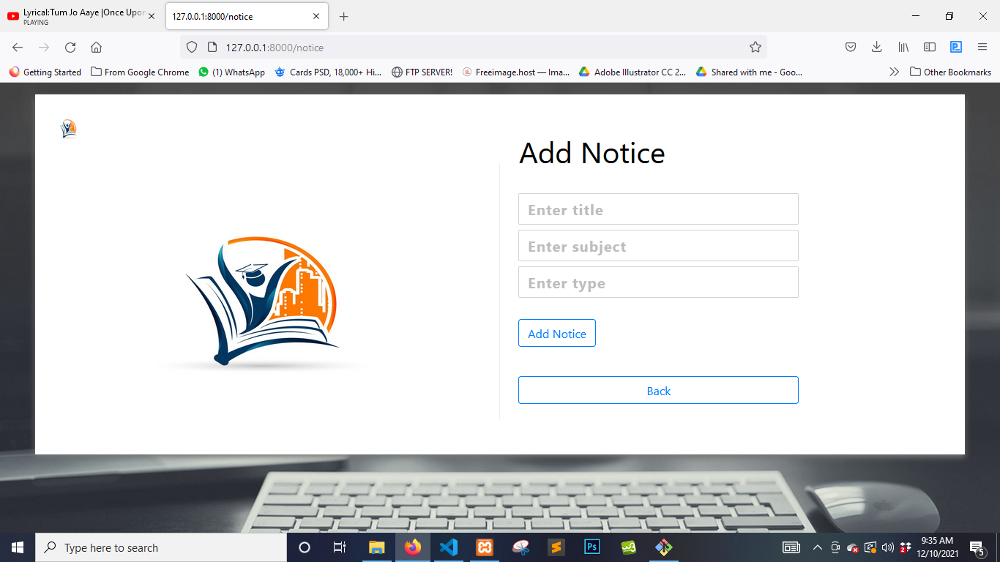 Lyrical:Tum Jo Aaye |Once Upon
PLAYING
127.0.0.1:8000/notice
127.0.0.1:8000/notice
Getting Started
From Google Chrome
(1) WhatsApp
Cards PSD, 18,000+ Hi...
FTP SERVER!
Freeimage.host — Ima...
Adobe Illustrator CC 2...
Shared with me - Goo...
Other Bookmarks
Add Notice
Enter title
Enter subject
Enter type
Add Notice
Back
Type here to search
Ps
2
9:35 AM
12/10/2021
5